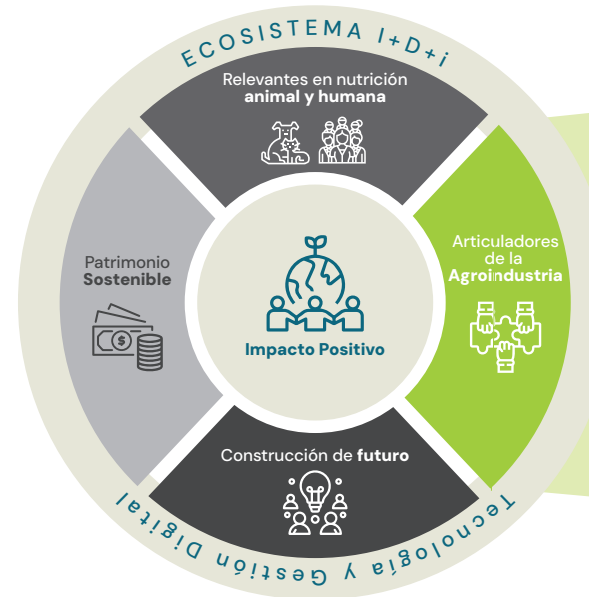 ECOSISTEMA I+D+i
Relevantes en nutrición
animal y humana
Patrimonio
Sostenible
$
Articuladores
de la
Agroindustria
Impacto Positivo
Construcción de futuro
Tecnología y Gestión Digital